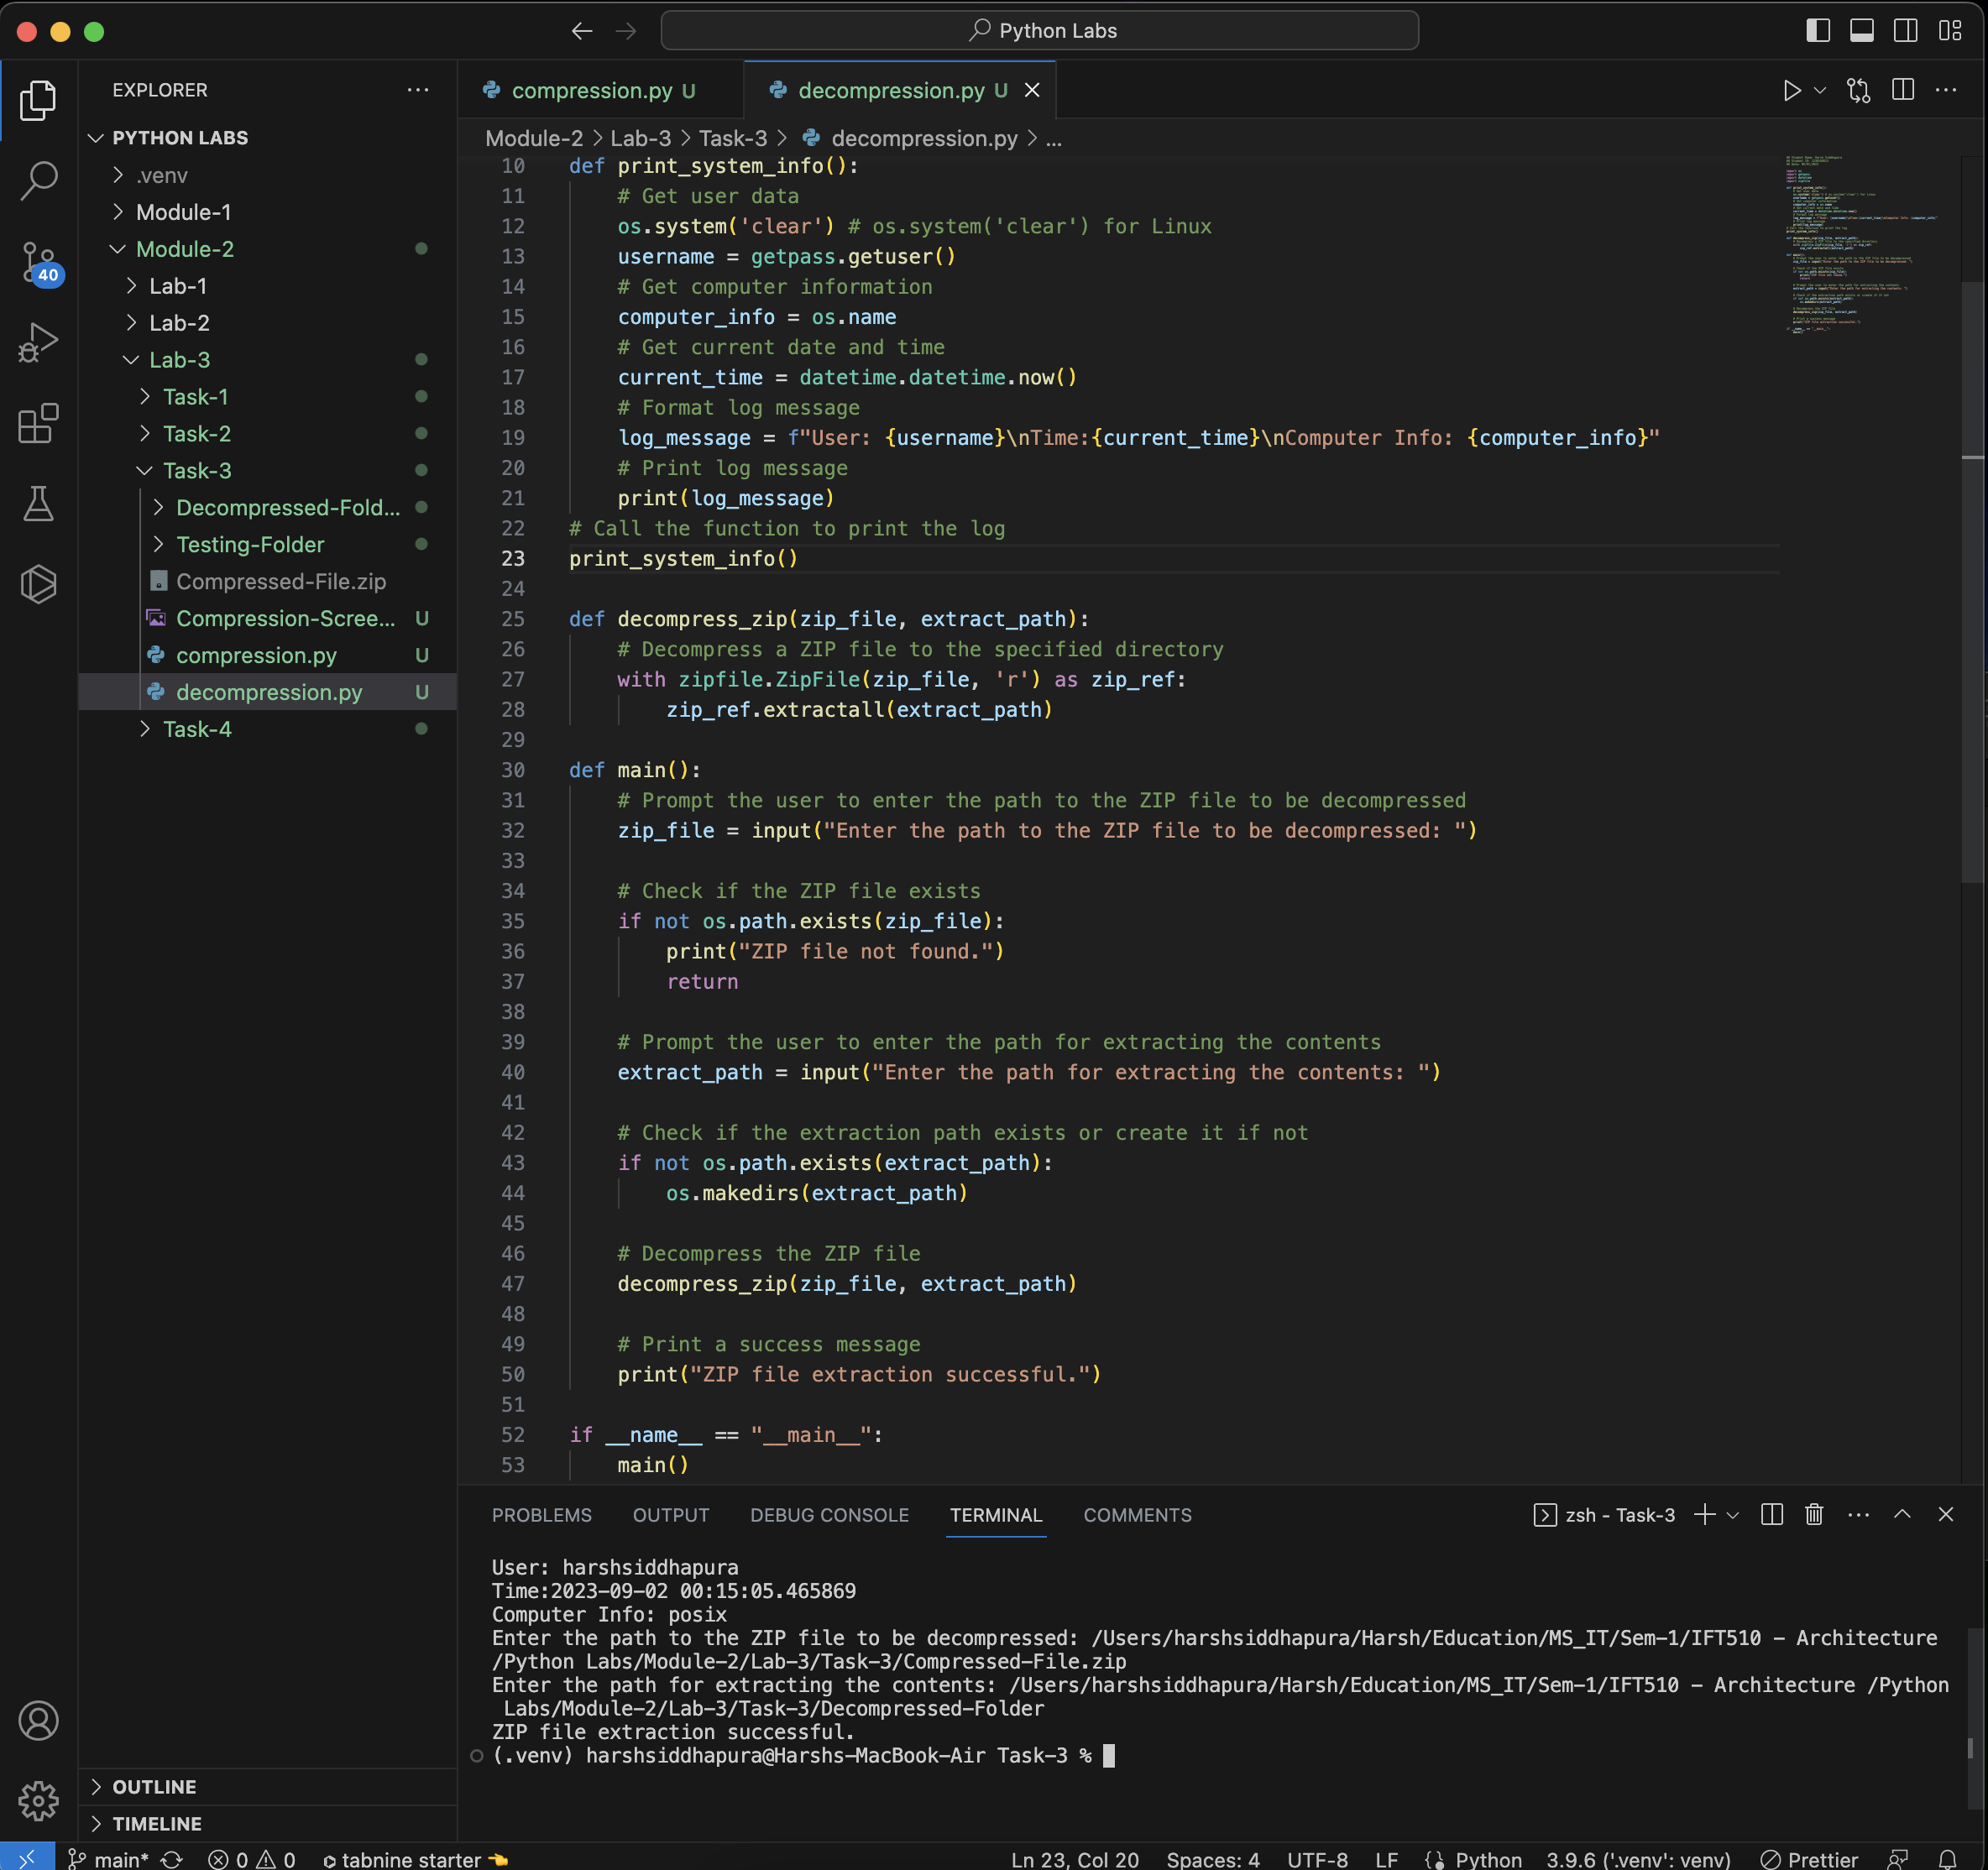 Python Labs
EXPLORER
PYTHON LABS
.venv
Module-1
Module-2
Lab-1
Lab-2
Lab-3
Task-1
Task-2
Task-3
Decompressed-Fold...
Testing-Folder
Compressed-File.zip
Compression-Scree... U
compression.py U
decompression.py U
Task-4
OUTLINE
TIMELINE
40
compression.py U
decompression.py U
Module-2 > Lab-3 > Task-3 > decompression.py > ...
10 def print_system_info():
11 # Get user data
12 os.system('clear') # os.system('clear') for Linux
13 username = getpass.getuser()
14 # Get computer information
15 computer_info = os.name
16 # Get current date and time
17 current_time = datetime.datetime.now()
18 # Format log message
19 log_message = f"User: {username}\nTime:{current_time}\nComputer Info: {computer_info}"
20 # Print log message
21 print(log_message)
22 # Call the function to print the log
23 print_system_info()
24
25 def decompress_zip(zip_file, extract_path):
26 # Decompress a ZIP file to the specified directory
27 with zipfile.ZipFile(zip_file, 'r') as zip_ref:
28 zip_ref.extractall(extract_path)
29
30 def main():
31 # Prompt the user to enter the path to the ZIP file to be decompressed
32 zip_file = input("Enter the path to the ZIP file to be decompressed: ")
33
34 # Check if the ZIP file exists
35 if not os.path.exists(zip_file):
36 print("ZIP file not found.")
37 return
38
39 # Prompt the user to enter the path for extracting the contents
40 extract_path = input("Enter the path for extracting the contents: ")
41
42 # Check if the extraction path exists or create it if not
43 if not os.path.exists(extract_path):
44 os.makedirs(extract_path)
45
46 # Decompress the ZIP file
47 decompress_zip(zip_file, extract_path)
48
49 # Print a success message
50 print("ZIP file extraction successful.")
51
52 if __name__ == "__main__":
53 main()
PROBLEMS OUTPUT DEBUG CONSOLE TERMINAL COMMENTS
zsh - Task-3
User: harshsiddhapura
Time:2023-09-02 00:15:05.465869
Computer Info: posix
Enter the path to the ZIP file to be decompressed: /Users/harshsiddhapura/Harsh/Education/MS_IT/Sem-1/IFT510 – Architecture
/Python Labs/Module-2/Lab-3/Task-3/Compressed-File.zip
Enter the path for extracting the contents: /Users/harshsiddhapura/Harsh/Education/MS_IT/Sem-1/IFT510 – Architecture /Python
Labs/Module-2/Lab-3/Task-3/Decompressed-Folder
ZIP file extraction successful.
(.venv) harshsiddhapura@Harshs-MacBook-Air Task-3 %
main* 0 0 tabnine starter Ln 23, Col 20 Spaces: 4 UTF-8 LF Python 3.9.6 ('.venv': venv) Prettier